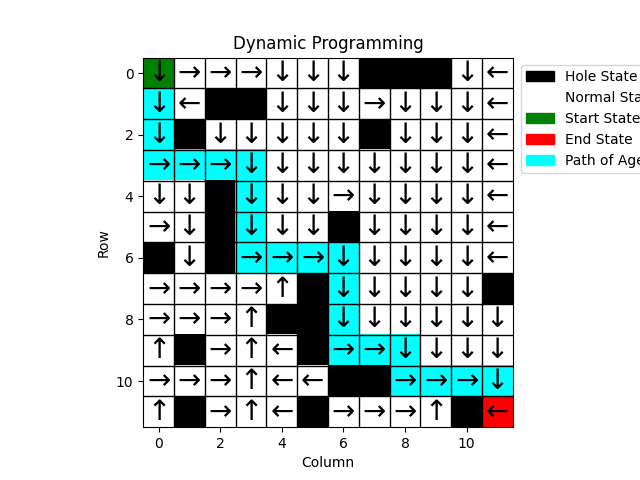 Dynamic Programming
0
2
4
6
8
10
Row
↓ → → → ↓ ↓ ↓ ↓ ←
↓ ← ↓ ↓ ↓ → ↓ ↓ ↓ ←
↓ ↓ ↓ ↓ ↓ ↓ ↓ ↓ ↓ ←
→ → → ↓ ↓ ↓ ↓ ↓ ↓ ↓ ↓ ←
↓ ↓ ↓ ↓ ↓ → ↓ ↓ ↓ ↓ ←
→ ↓ ↓ ↓ ↓ ↓ ↓ ↓ ↓ ←
↓ → → → ↓ ↓ ↓ ↓ ↓ ←
→ → → → ↑ ↓ ↓ ↓ ↓ ↓
→ → → ↑ ↓ ↓ ↓ ↓ ↓ ↓
↑ → ↑ ← → → ↓ ↓ ↓ ↓
→ → → ↑ ← ← → → → ↓
↑ → ↑ ← → → → ↑ ←
0 2 4 6 8 10
Column
Hole State
Normal Sta
Start State
End State
Path of Age